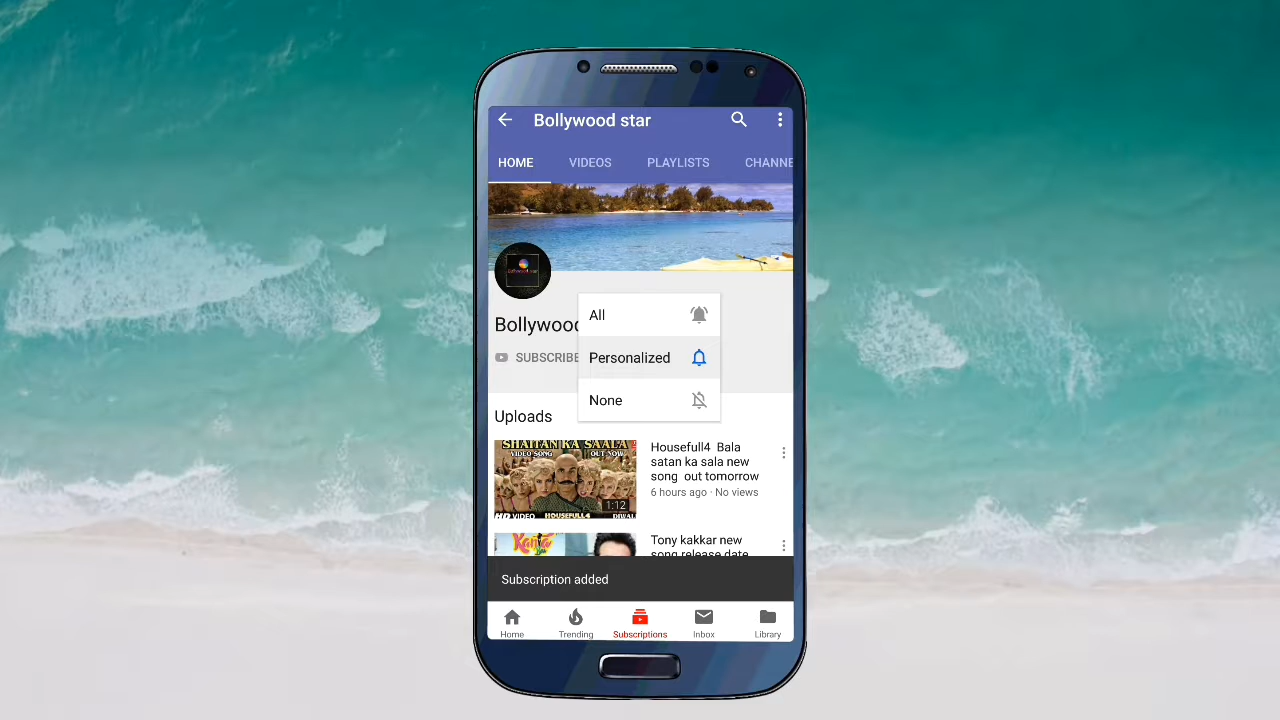 Bollywood star
HOME VIDEOS PLAYLISTS CHANNE
All
Bollywood
Personalized
SUBSCRIBE
None
Uploads
SHAITAN KA SAALA
VIDEO SONG OUT NOW
HD VIDEO HOUSEFULL4 DIWAL
1:12
Housefull4 Bala
satan ka sala new
song out tomorrow
6 hours ago · No views
Tony kakkar new
song release date
Subscription added
Home Trending Subscriptions Inbox Library